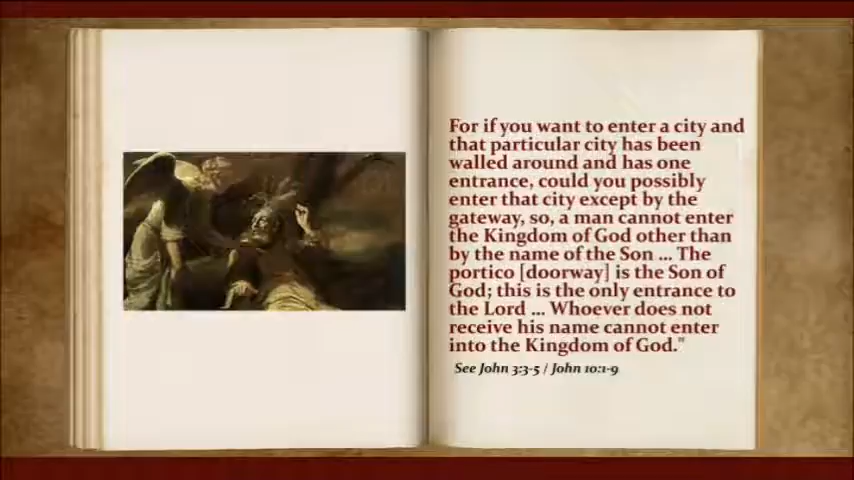 For if you want to enter a city and
that particular city has been
walled around and has one
entrance, could you possibly
enter that city except by the
gateway, so, a man cannot enter
the Kingdom of God other than
by the name of the Son ... The
portico [doorway] is the Son of
God; this is the only entrance to
the Lord ... Whoever does not
receive his name cannot enter
into the Kingdom of God."
See John 3:3-5 / John 10:1-9